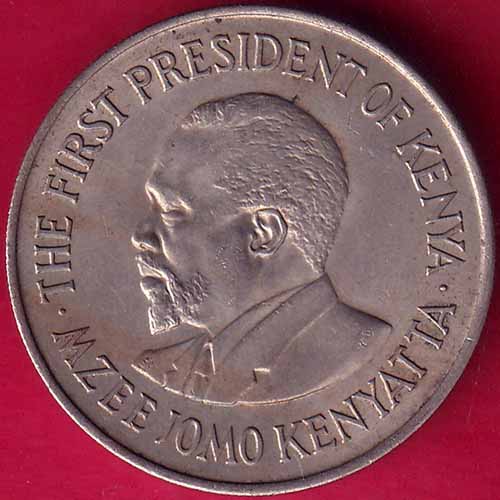 THE FIRST PRESIDENT OF KENYA
MZEE JOMO KENYATTA